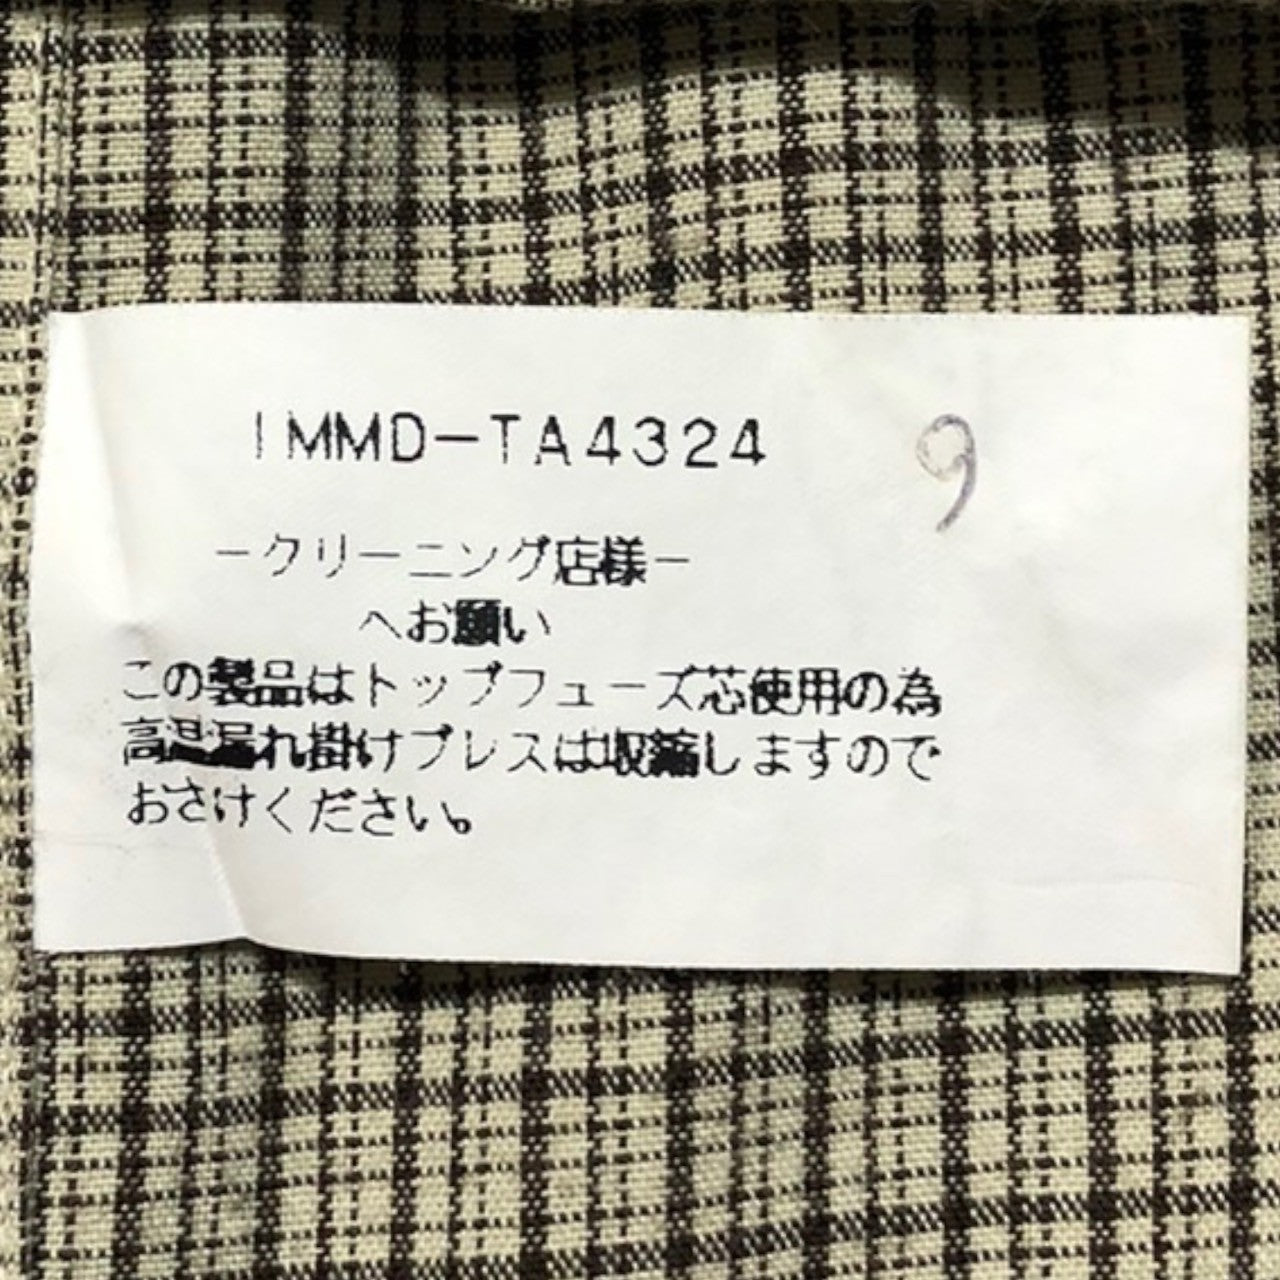 IMMD-TA4324 9
ークリーニング店様ー
へお願い
この製品はトップフューズ芯使用の為
高温濡れ掛けプレスは収縮しますので
おさけください。